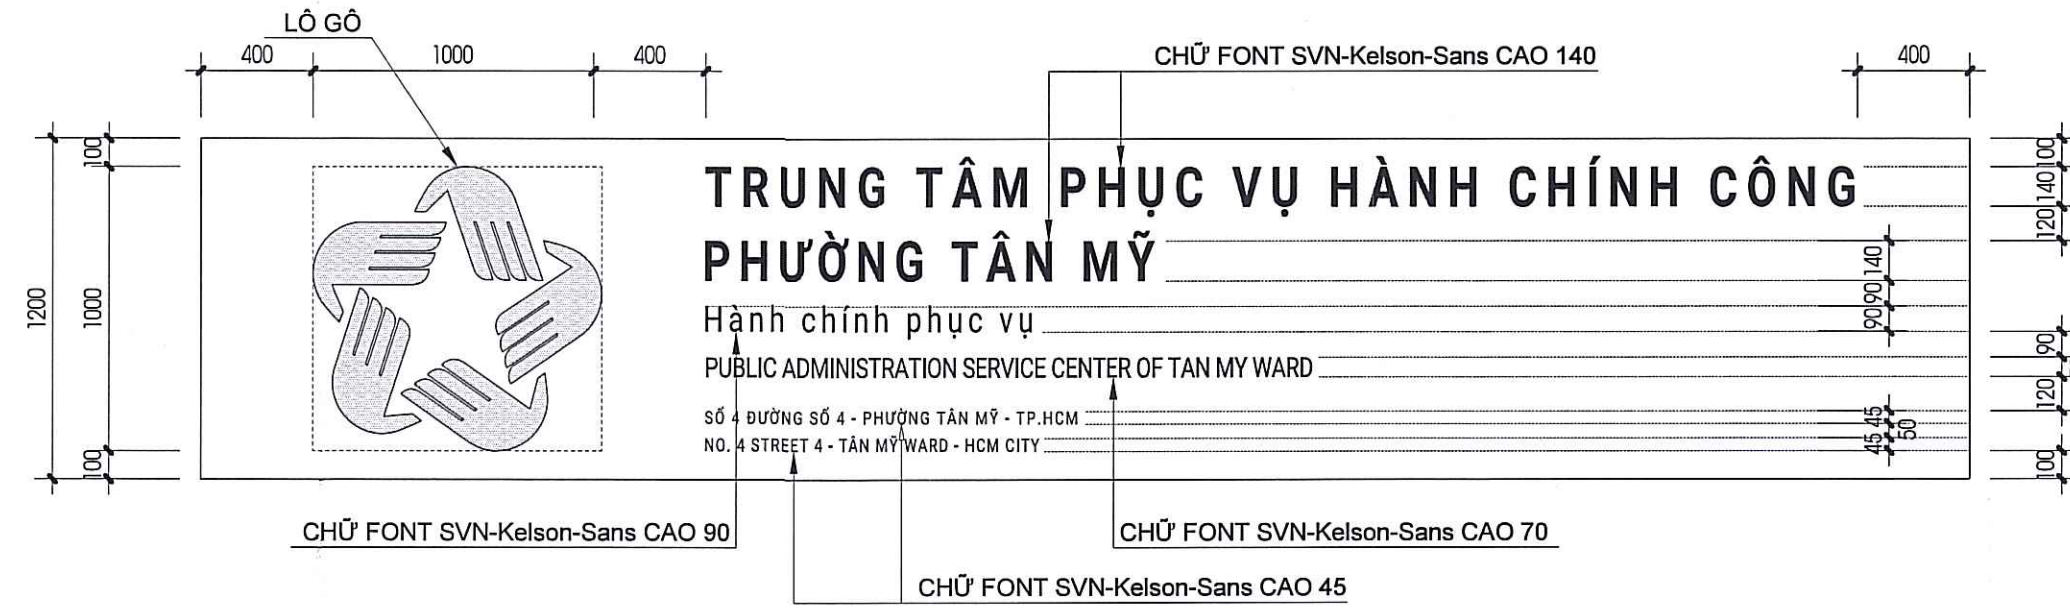 LÔ GÔ
400 1000 400
CHỮ FONT SVN-Kelson-Sans CAO 140
400
1200
100
1000
100
TRUNG TÂM PHỤC VỤ HÀNH CHÍNH CÔNG
PHƯỜNG TÂN MỸ
Hành chính phục vụ
PUBLIC ADMINISTRATION SERVICE CENTER OF TAN MY WARD
SỐ 4 ĐƯỜNG SỐ 4 - PHƯỜNG TÂN MỸ - TP.HCM
NO. 4 STREET 4 - TÂN MỸ WARD - HCM CITY
140
90
90
45
50
45
100
140
120
90
120
100
CHỮ FONT SVN-Kelson-Sans CAO 90
CHỮ FONT SVN-Kelson-Sans CAO 70
CHỮ FONT SVN-Kelson-Sans CAO 45